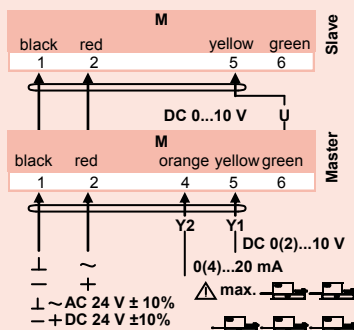 M
black red yellow green
1 2 5 6
Slave
DC 0...10 V U
M
black red orange yellow green
1 2 4 5 6
Master
Y2 Y1
DC 0(2)...10 V
0(4)...20 mA
⊥ ~
− +
max.
⊥ ~ AC 24 V ± 10%
− + DC 24 V ±10%